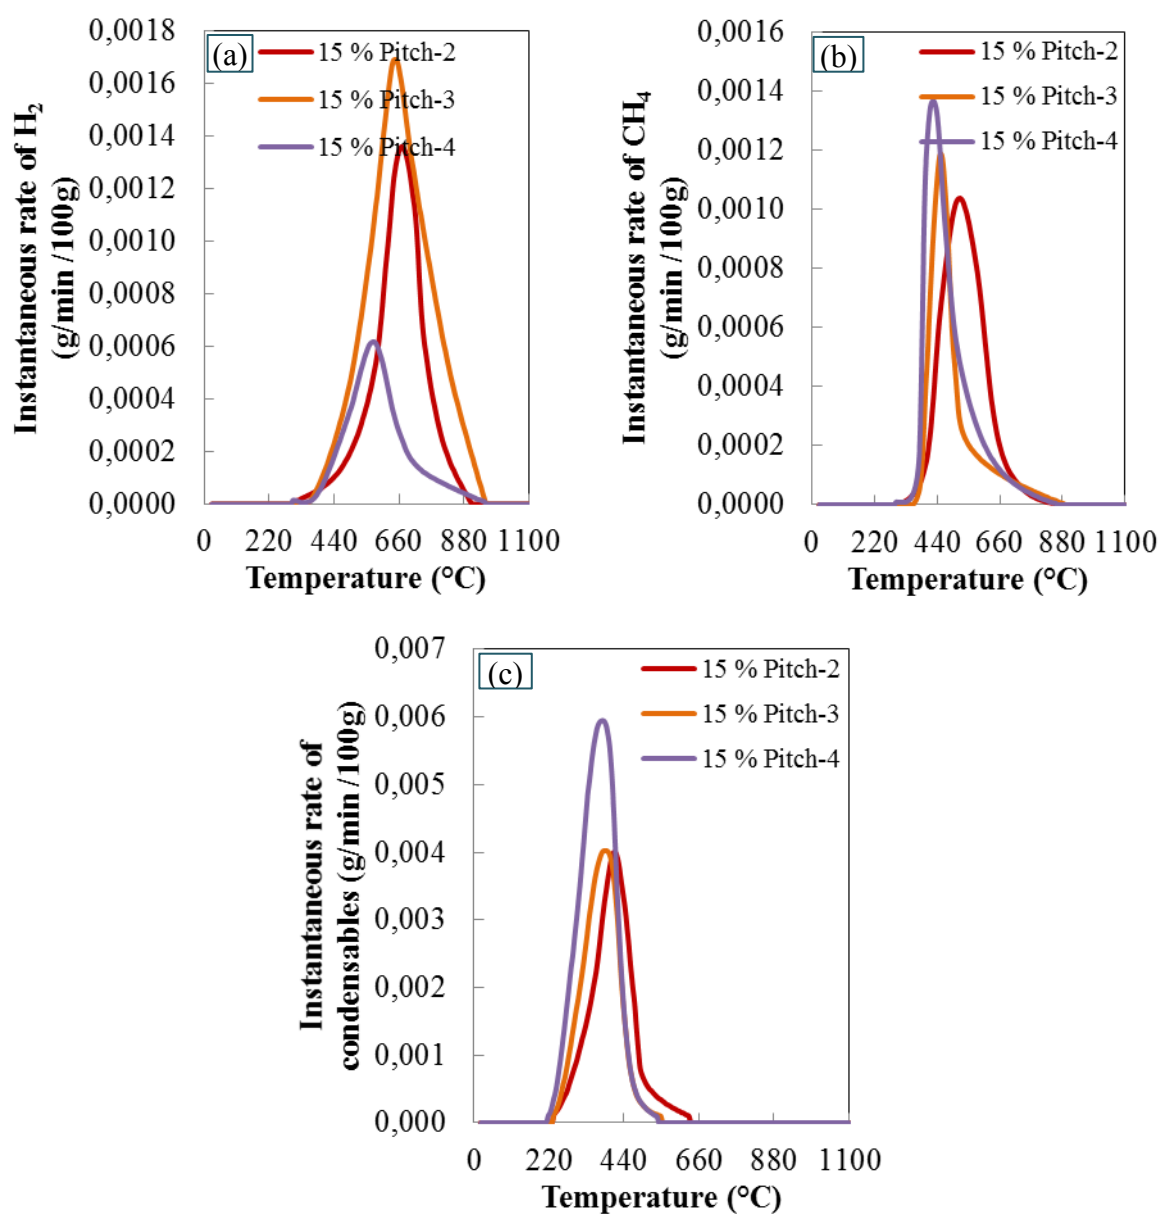 (a)
15 % Pitch-2
15 % Pitch-3
15 % Pitch-4
Instantaneous rate of H2
(g/min /100g)
0,0018
0,0016
0,0014
0,0012
0,0010
0,0008
0,0006
0,0004
0,0002
0,0000
0 220 440 660 880 1100
Temperature (°C)
(b)
15 % Pitch-2
15 % Pitch-3
15 % Pitch-4
Instantaneous rate of CH4
(g/min /100g)
0,0016
0,0014
0,0012
0,0010
0,0008
0,0006
0,0004
0,0002
0,0000
0 220 440 660 880 1100
Temperature (°C)
(c)
15 % Pitch-2
15 % Pitch-3
15 % Pitch-4
Instantaneous rate of
condensables (g/min /100g)
0,007
0,006
0,005
0,004
0,003
0,002
0,001
0,000
0 220 440 660 880 1100
Temperature (°C)